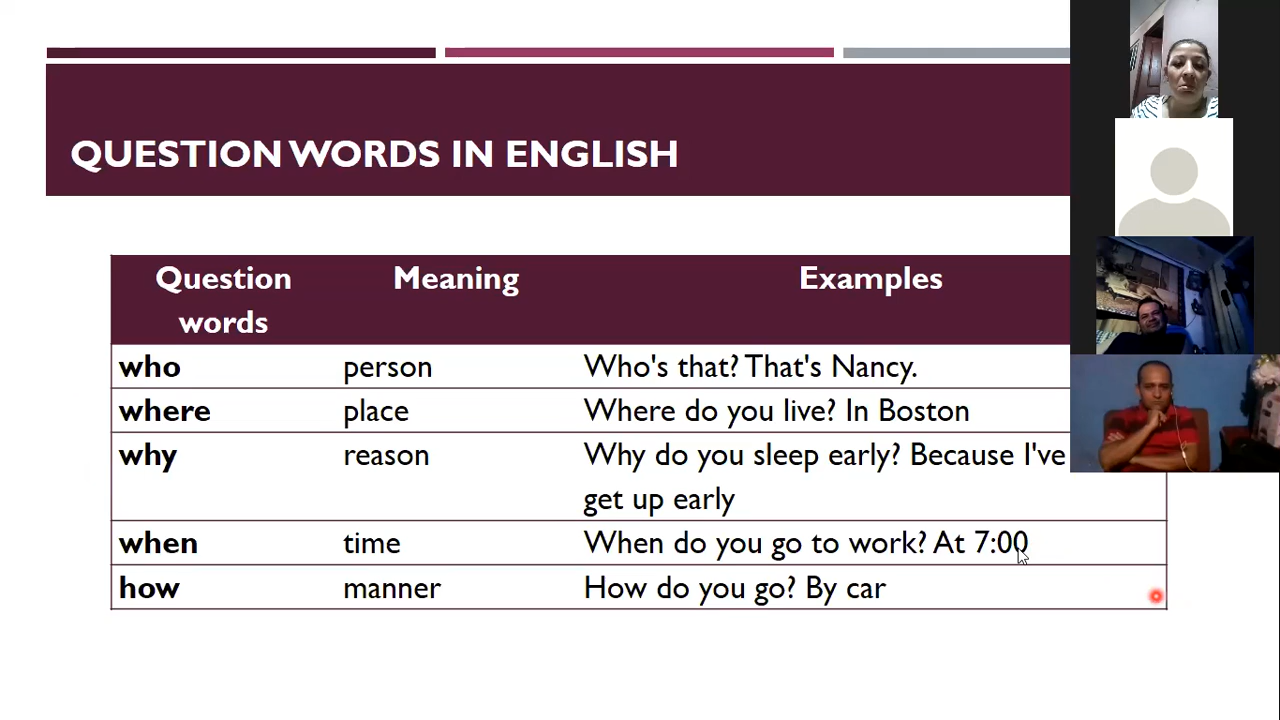 QUESTION WORDS IN ENGLISH
Question words Meaning Examples
who person Who's that? That's Nancy.
where place Where do you live? In Boston
why reason Why do you sleep early? Because I've
get up early
when time When do you go to work? At 7:00
how manner How do you go? By car